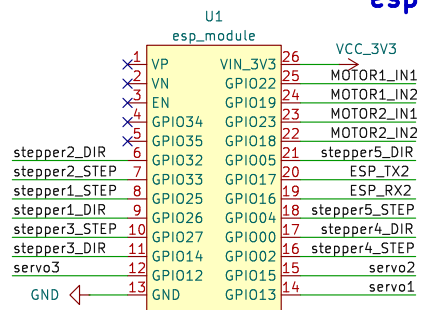 esp
U1
esp_module
VCC_3V3
1 VP VIN_3V3 26
2 VN GPIO22 25 MOTOR1_IN1
3 EN GPIO19 24 MOTOR1_IN2
4 GPIO34 GPIO23 23 MOTOR2_IN1
5 GPIO35 GPIO18 22 MOTOR2_IN2
stepper2_DIR 6 GPIO32 GPIO05 21 stepper5_DIR
stepper2_STEP 7 GPIO33 GPIO17 20 ESP_TX2
stepper1_STEP 8 GPIO25 GPIO16 19 ESP_RX2
stepper1_DIR 9 GPIO26 GPIO04 18 stepper5_STEP
stepper3_STEP 10 GPIO27 GPIO00 17 stepper4_DIR
stepper3_DIR 11 GPIO14 GPIO02 16 stepper4_STEP
servo3 12 GPIO12 GPIO15 15 servo2
GND 13 GND GPIO13 14 servo1